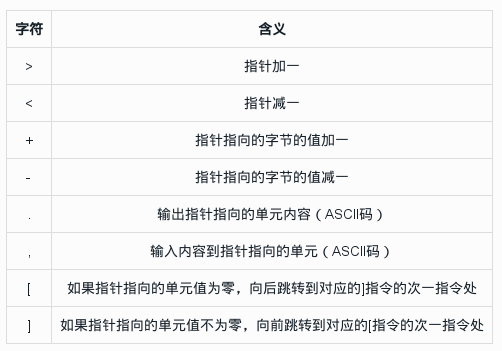 字符 含义
> 指针加一
< 指针减一
+ 指针指向的字节的值加一
- 指针指向的字节的值减一
. 输出指针指向的单元内容（ASCII码）
, 输入内容到指针指向的单元（ASCII码）
[ 如果指针指向的单元值为零，向后跳转到对应的]指令的次一指令处
] 如果指针指向的单元值不为零，向前跳转到对应的[指令的次一指令处